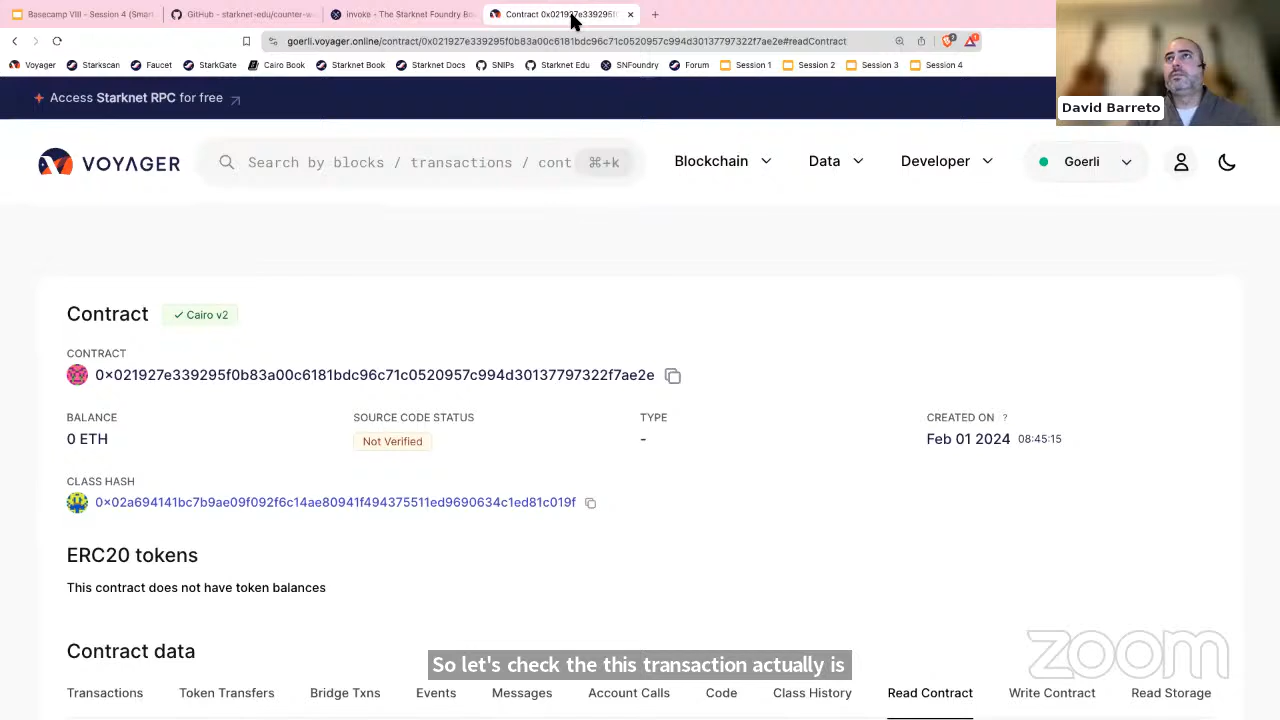 Basecamp VIII - Session 4 (Smart
GitHub - starknet-edu/counter-w
invoke - The Starknet Foundry Bo
Contract 0x021927e339295f
goerli.voyager.online/contract/0x021927e339295f0b83a00c6181bdc96c71c0520957c994d30137797322f7ae2e#readContract
Voyager Starkscan Faucet StarkGate Cairo Book Starknet Book Starknet Docs SNIPs Starknet Edu SNFoundry Forum Session 1 Session 2 Session 3 Session 4
David Barreto
Access Starknet RPC for free
VOYAGER
Search by blocks / transactions / cont ⌘+k
Blockchain Data Developer Goerli
Contract Cairo v2
CONTRACT
0x021927e339295f0b83a00c6181bdc96c71c0520957c994d30137797322f7ae2e
BALANCE SOURCE CODE STATUS TYPE CREATED ON ?
0 ETH Not Verified - Feb 01 2024 08:45:15
CLASS HASH
0x02a694141bc7b9ae09f092f6c14ae80941f494375511ed9690634c1ed81c019f
ERC20 tokens
This contract does not have token balances
Contract data
So let's check the this transaction actually is
zoom
Transactions Token Transfers Bridge Txns Events Messages Account Calls Code Class History Read Contract Write Contract Read Storage